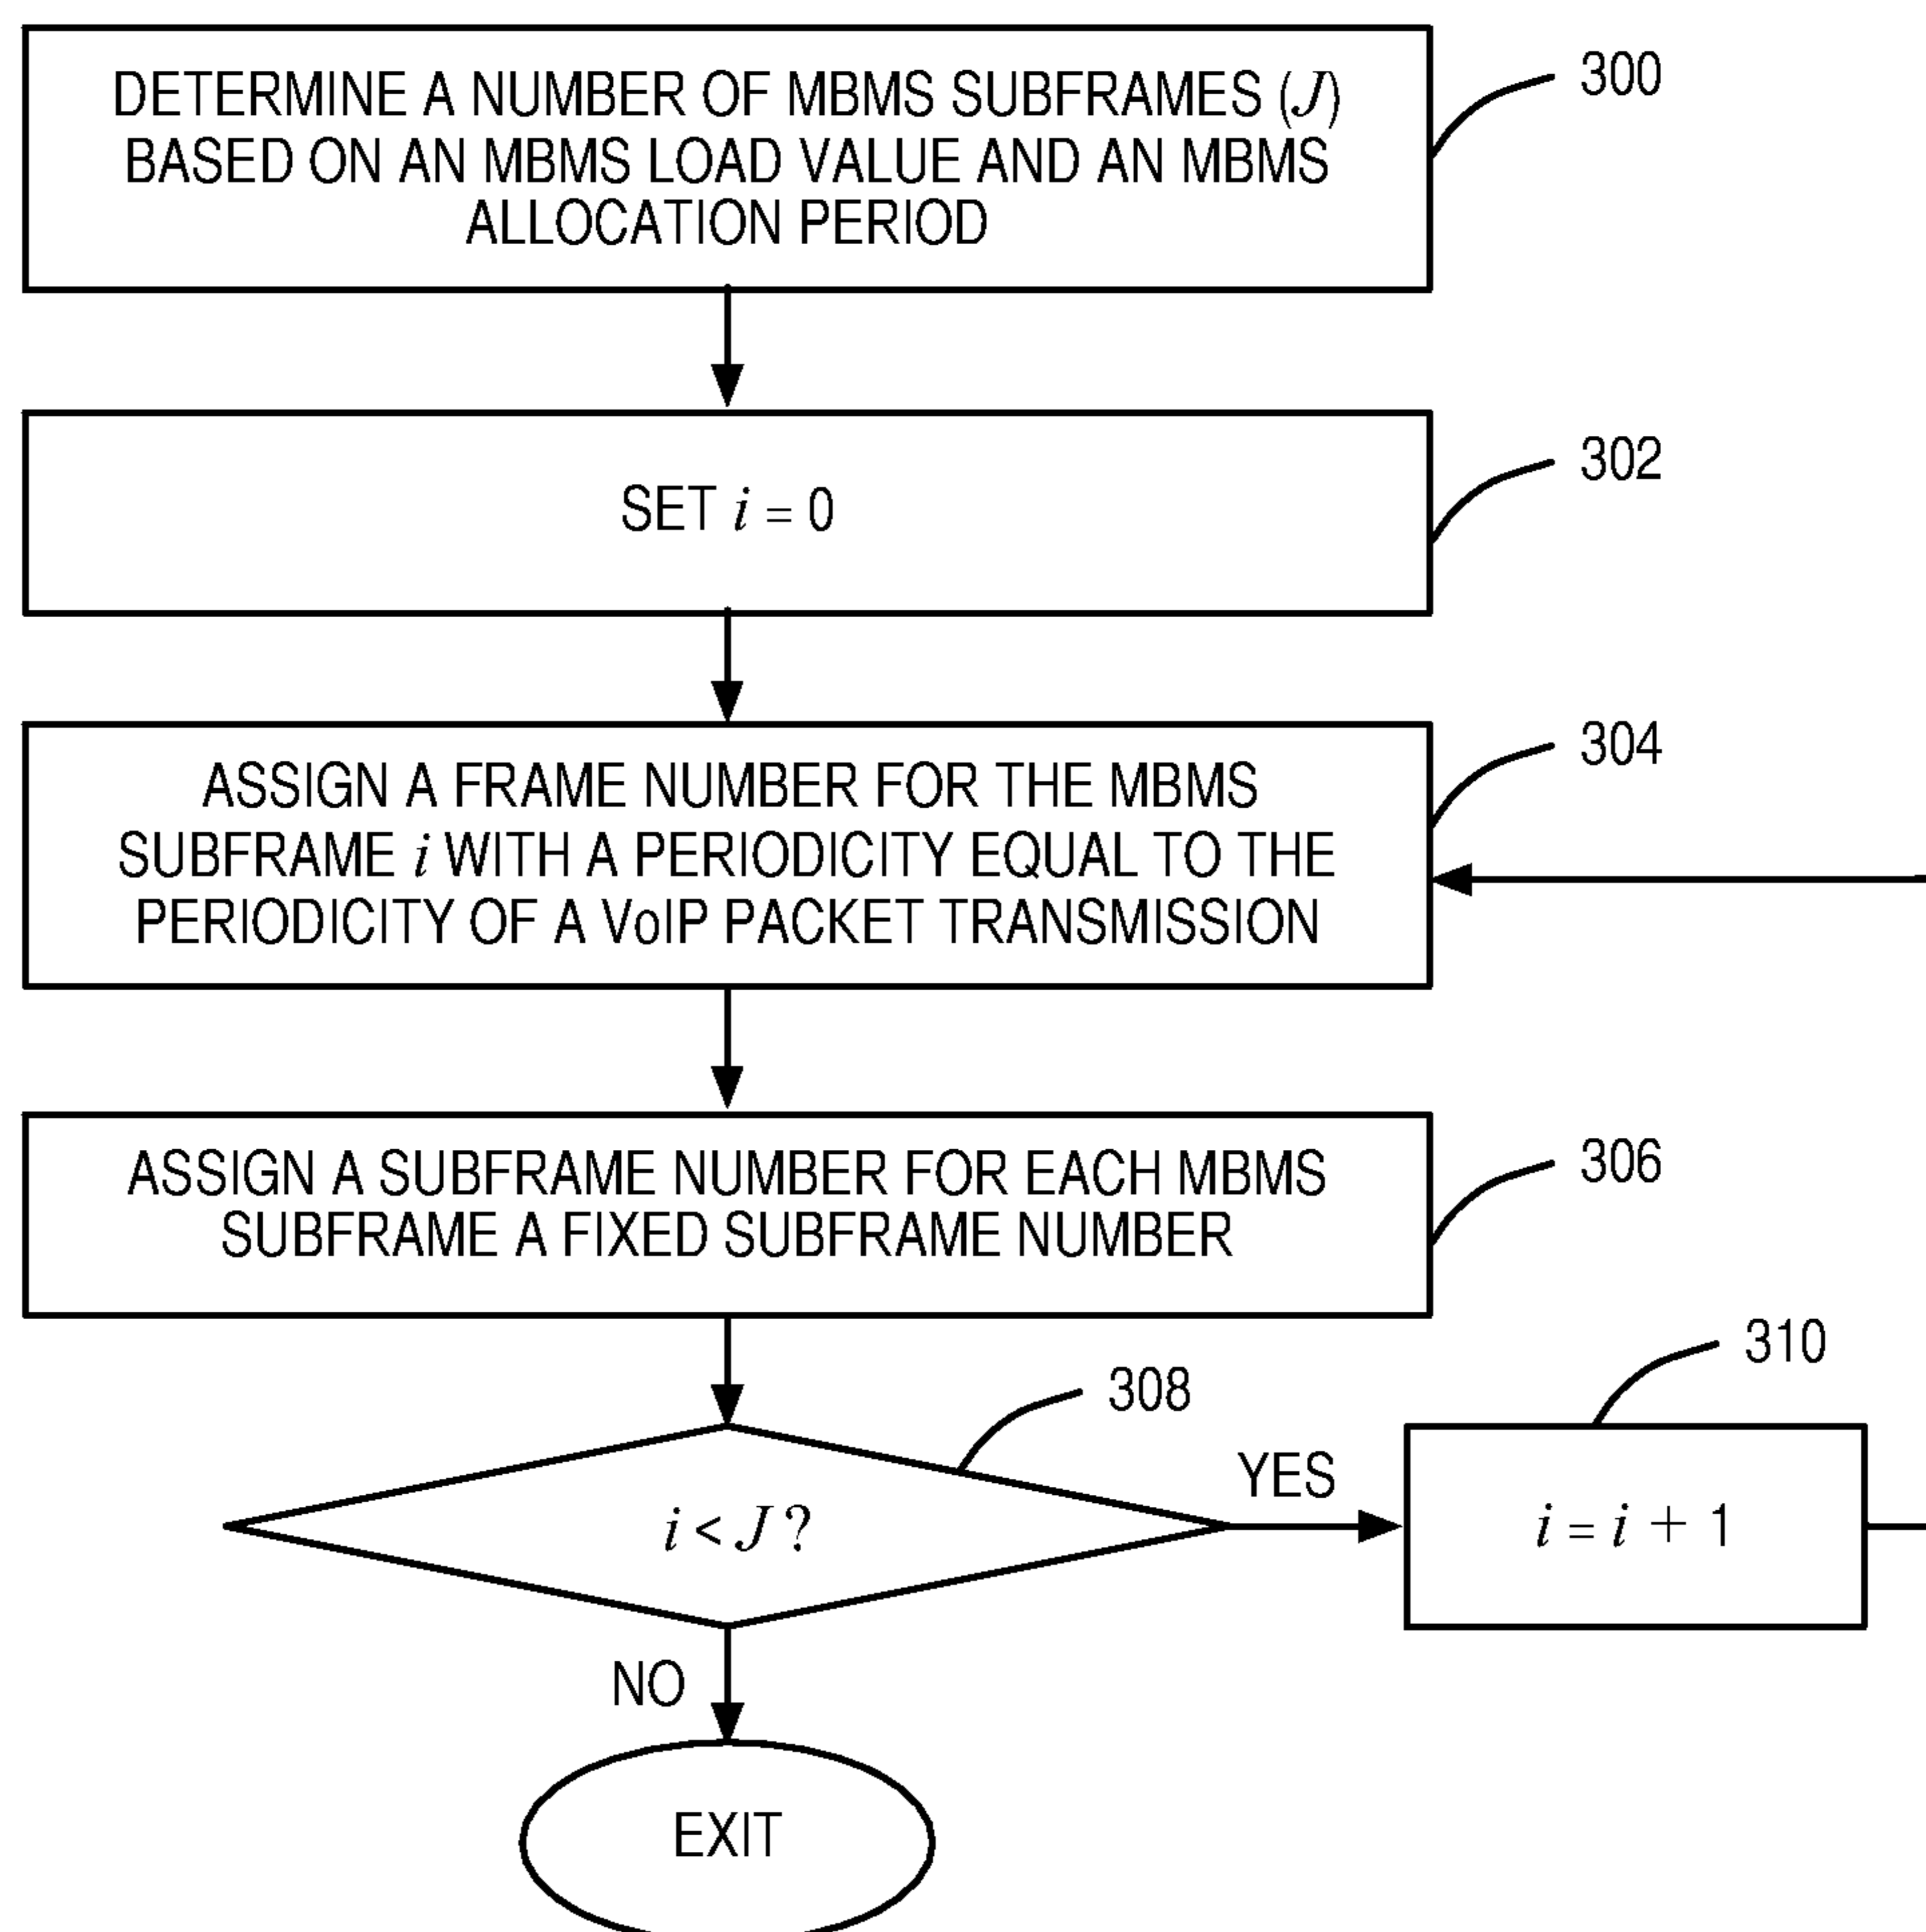 DETERMINE A NUMBER OF MBMS SUBFRAMES (J)
BASED ON AN MBMS LOAD VALUE AND AN MBMS
ALLOCATION PERIOD
300
SET i = 0
302
ASSIGN A FRAME NUMBER FOR THE MBMS
SUBFRAME i WITH A PERIODICITY EQUAL TO THE
PERIODICITY OF A VoIP PACKET TRANSMISSION
304
ASSIGN A SUBFRAME NUMBER FOR EACH MBMS
SUBFRAME A FIXED SUBFRAME NUMBER
306
i < J ?
308
YES
i = i + 1
310
NO
EXIT